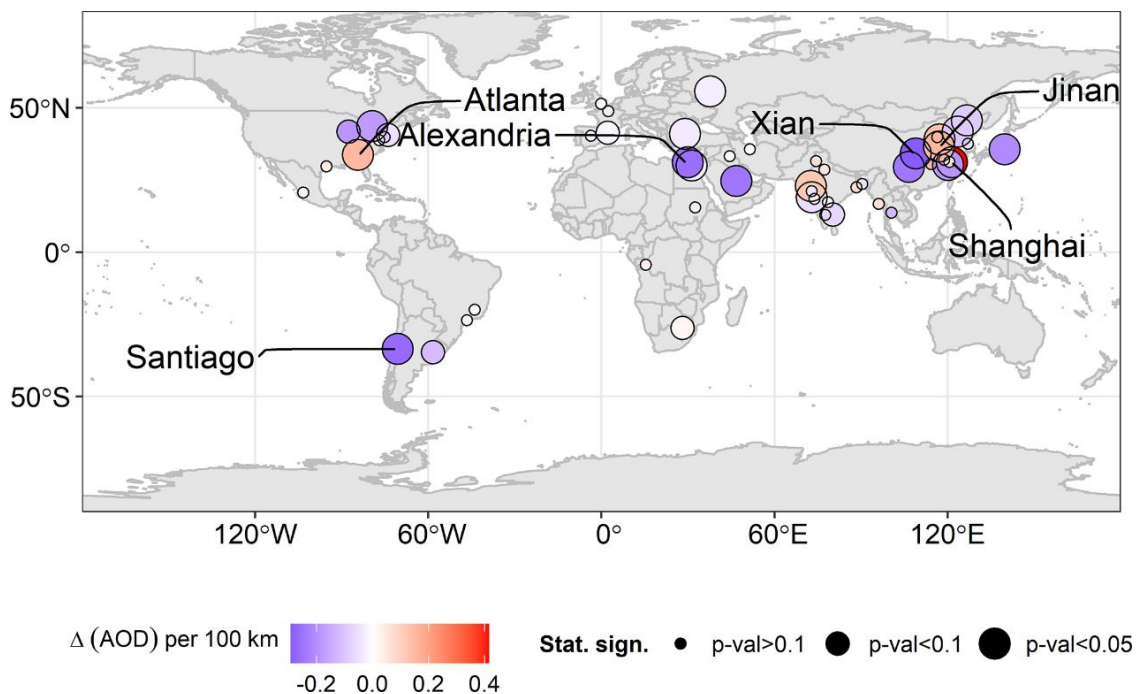 50°N
0°
50°S
Atlanta
Alexandria
Xian
Jinan
Shanghai
Santiago
120°W
60°W
0°
60°E
120°E
Δ (AOD) per 100 km
-0.2
0.0
0.2
0.4
Stat. sign.
p-val>0.1
p-val<0.1
p-val<0.05